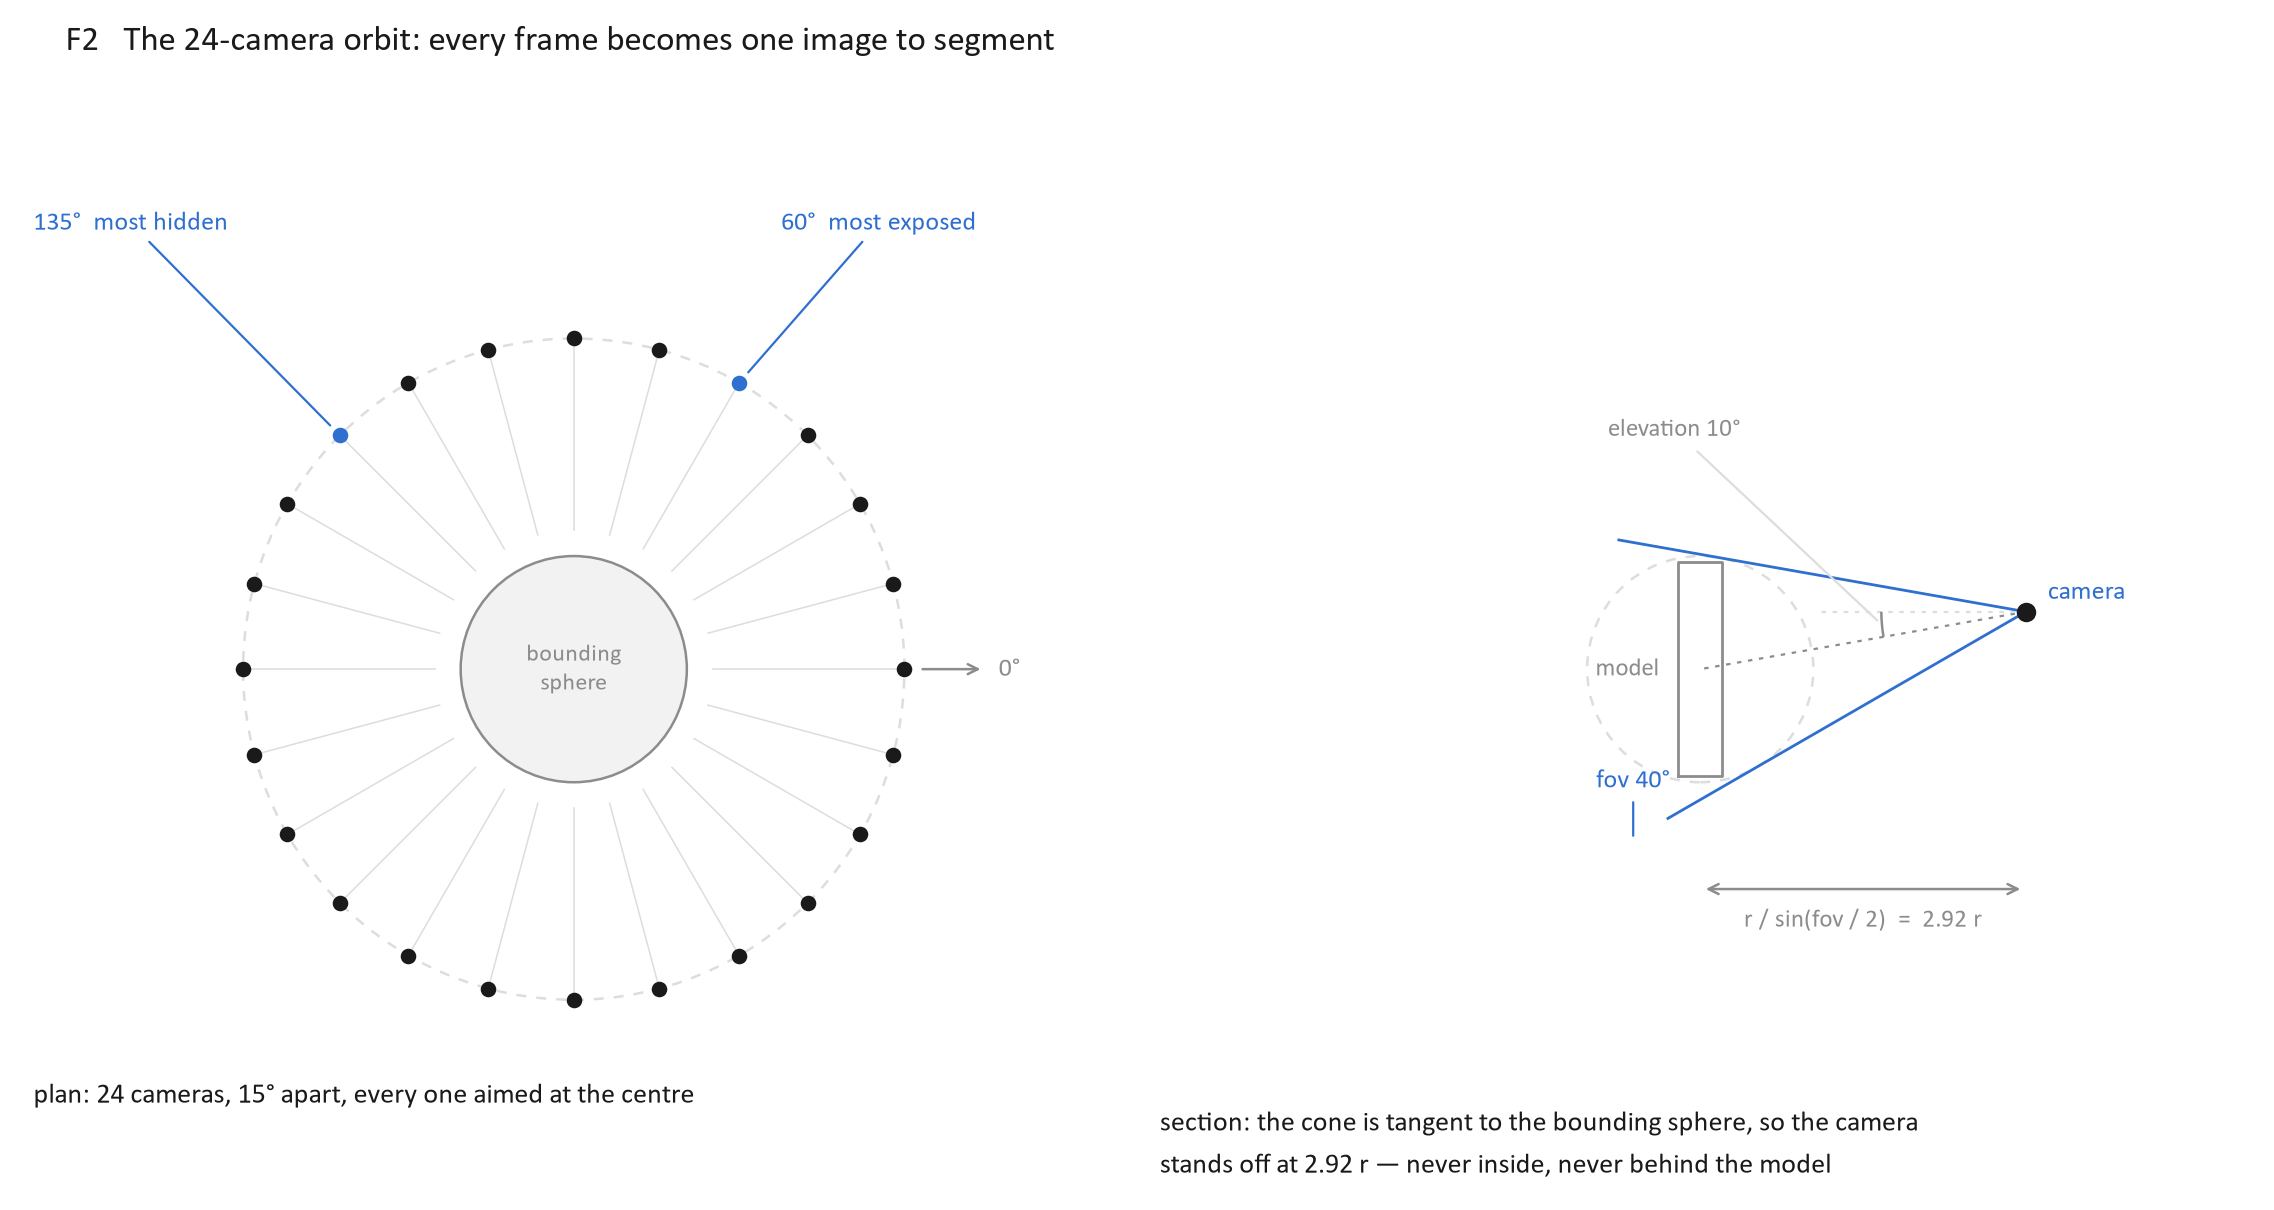 F2 The 24-camera orbit: every frame becomes one image to segment
135° most hidden
60° most exposed
bounding
sphere
0°
plan: 24 cameras, 15° apart, every one aimed at the centre
elevation 10°
camera
model
fov 40°
r / sin(fov / 2) = 2.92 r
section: the cone is tangent to the bounding sphere, so the camera
stands off at 2.92 r — never inside, never behind the model